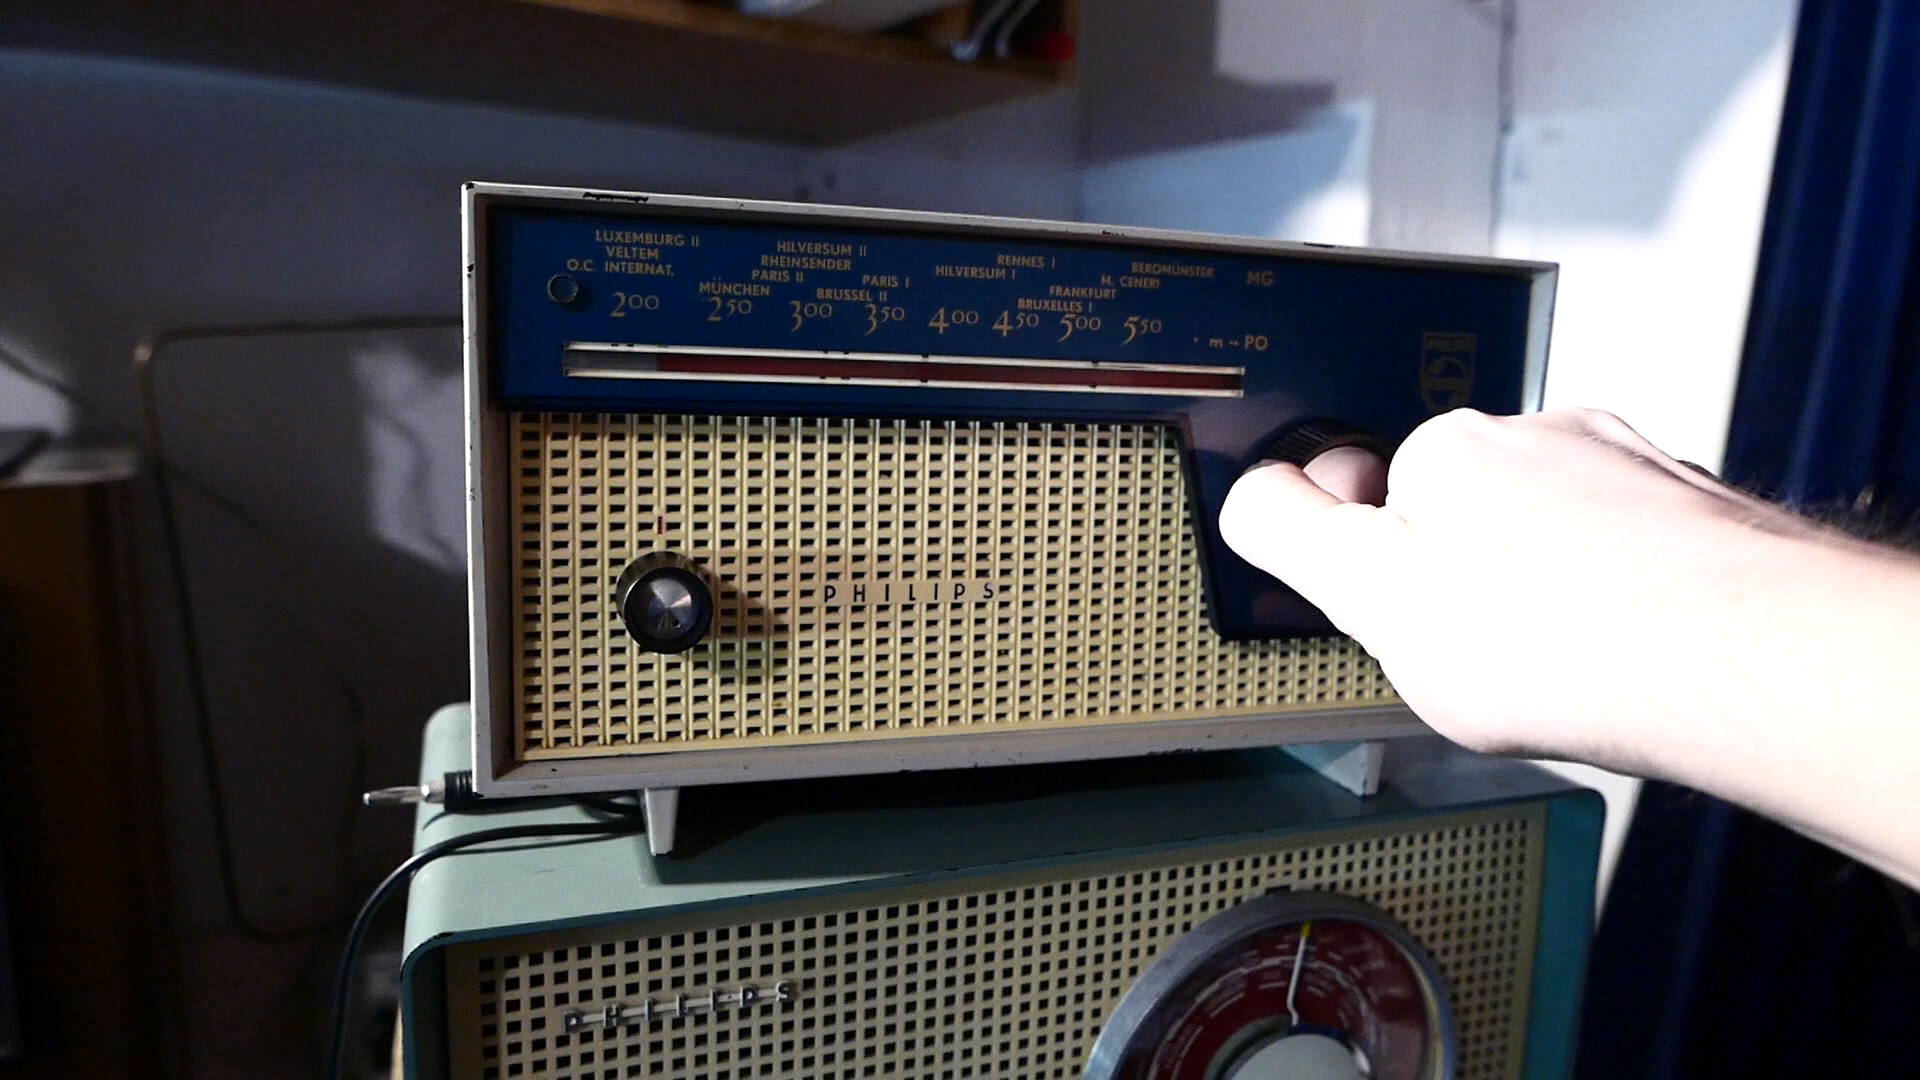 LUXEMBURG II
VELTEM
O.C. INTERNAT.
HILVERSUM II
RHEINSENDER
PARIS II
MÜNCHEN
BRUSSEL II
PARIS I
HILVERSUM I
RENNES I
FRANKFURT
BRUXELLES I
BEROMÜNSTER
M. CENERI
MG
200 250 300 350 400 450 500 550 m PO
PHILIPS
PHILIPS
PHILIPS